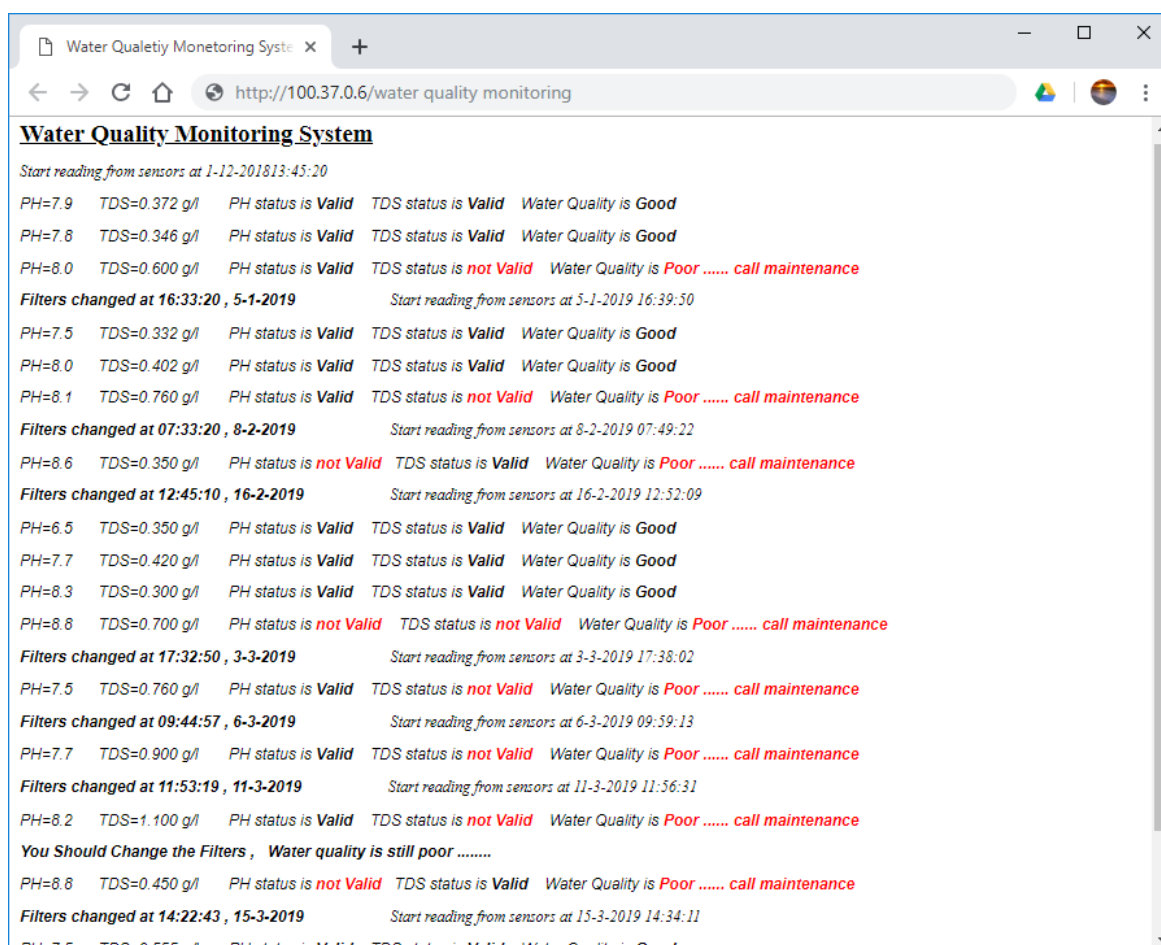 Water Qualetiy Monetoring Syste
http://100.37.0.6/water quality monitoring
Water Quality Monitoring System
Start reading from sensors at 1-12-201813:45:20
PH=7.9 TDS=0.372 g/l PH status is Valid TDS status is Valid Water Quality is Good
PH=7.8 TDS=0.346 g/l PH status is Valid TDS status is Valid Water Quality is Good
PH=8.0 TDS=0.600 g/l PH status is Valid TDS status is not Valid Water Quality is Poor ...... call maintenance
Filters changed at 16:33:20 , 5-1-2019 Start reading from sensors at 5-1-2019 16:39:50
PH=7.5 TDS=0.332 g/l PH status is Valid TDS status is Valid Water Quality is Good
PH=8.0 TDS=0.402 g/l PH status is Valid TDS status is Valid Water Quality is Good
PH=8.1 TDS=0.760 g/l PH status is Valid TDS status is not Valid Water Quality is Poor ...... call maintenance
Filters changed at 07:33:20 , 8-2-2019 Start reading from sensors at 8-2-2019 07:49:22
PH=8.6 TDS=0.350 g/l PH status is not Valid TDS status is Valid Water Quality is Poor ...... call maintenance
Filters changed at 12:45:10 , 16-2-2019 Start reading from sensors at 16-2-2019 12:52:09
PH=6.5 TDS=0.350 g/l PH status is Valid TDS status is Valid Water Quality is Good
PH=7.7 TDS=0.420 g/l PH status is Valid TDS status is Valid Water Quality is Good
PH=8.3 TDS=0.300 g/l PH status is Valid TDS status is Valid Water Quality is Good
PH=8.8 TDS=0.700 g/l PH status is not Valid TDS status is not Valid Water Quality is Poor ...... call maintenance
Filters changed at 17:32:50 , 3-3-2019 Start reading from sensors at 3-3-2019 17:38:02
PH=7.5 TDS=0.760 g/l PH status is Valid TDS status is not Valid Water Quality is Poor ...... call maintenance
Filters changed at 09:44:57 , 6-3-2019 Start reading from sensors at 6-3-2019 09:59:13
PH=7.7 TDS=0.900 g/l PH status is Valid TDS status is not Valid Water Quality is Poor ...... call maintenance
Filters changed at 11:53:19 , 11-3-2019 Start reading from sensors at 11-3-2019 11:56:31
PH=8.2 TDS=1.100 g/l PH status is Valid TDS status is not Valid Water Quality is Poor ...... call maintenance
You Should Change the Filters , Water quality is still poor ........
PH=8.8 TDS=0.450 g/l PH status is not Valid TDS status is Valid Water Quality is Poor ...... call maintenance
Filters changed at 14:22:43 , 15-3-2019 Start reading from sensors at 15-3-2019 14:34:11